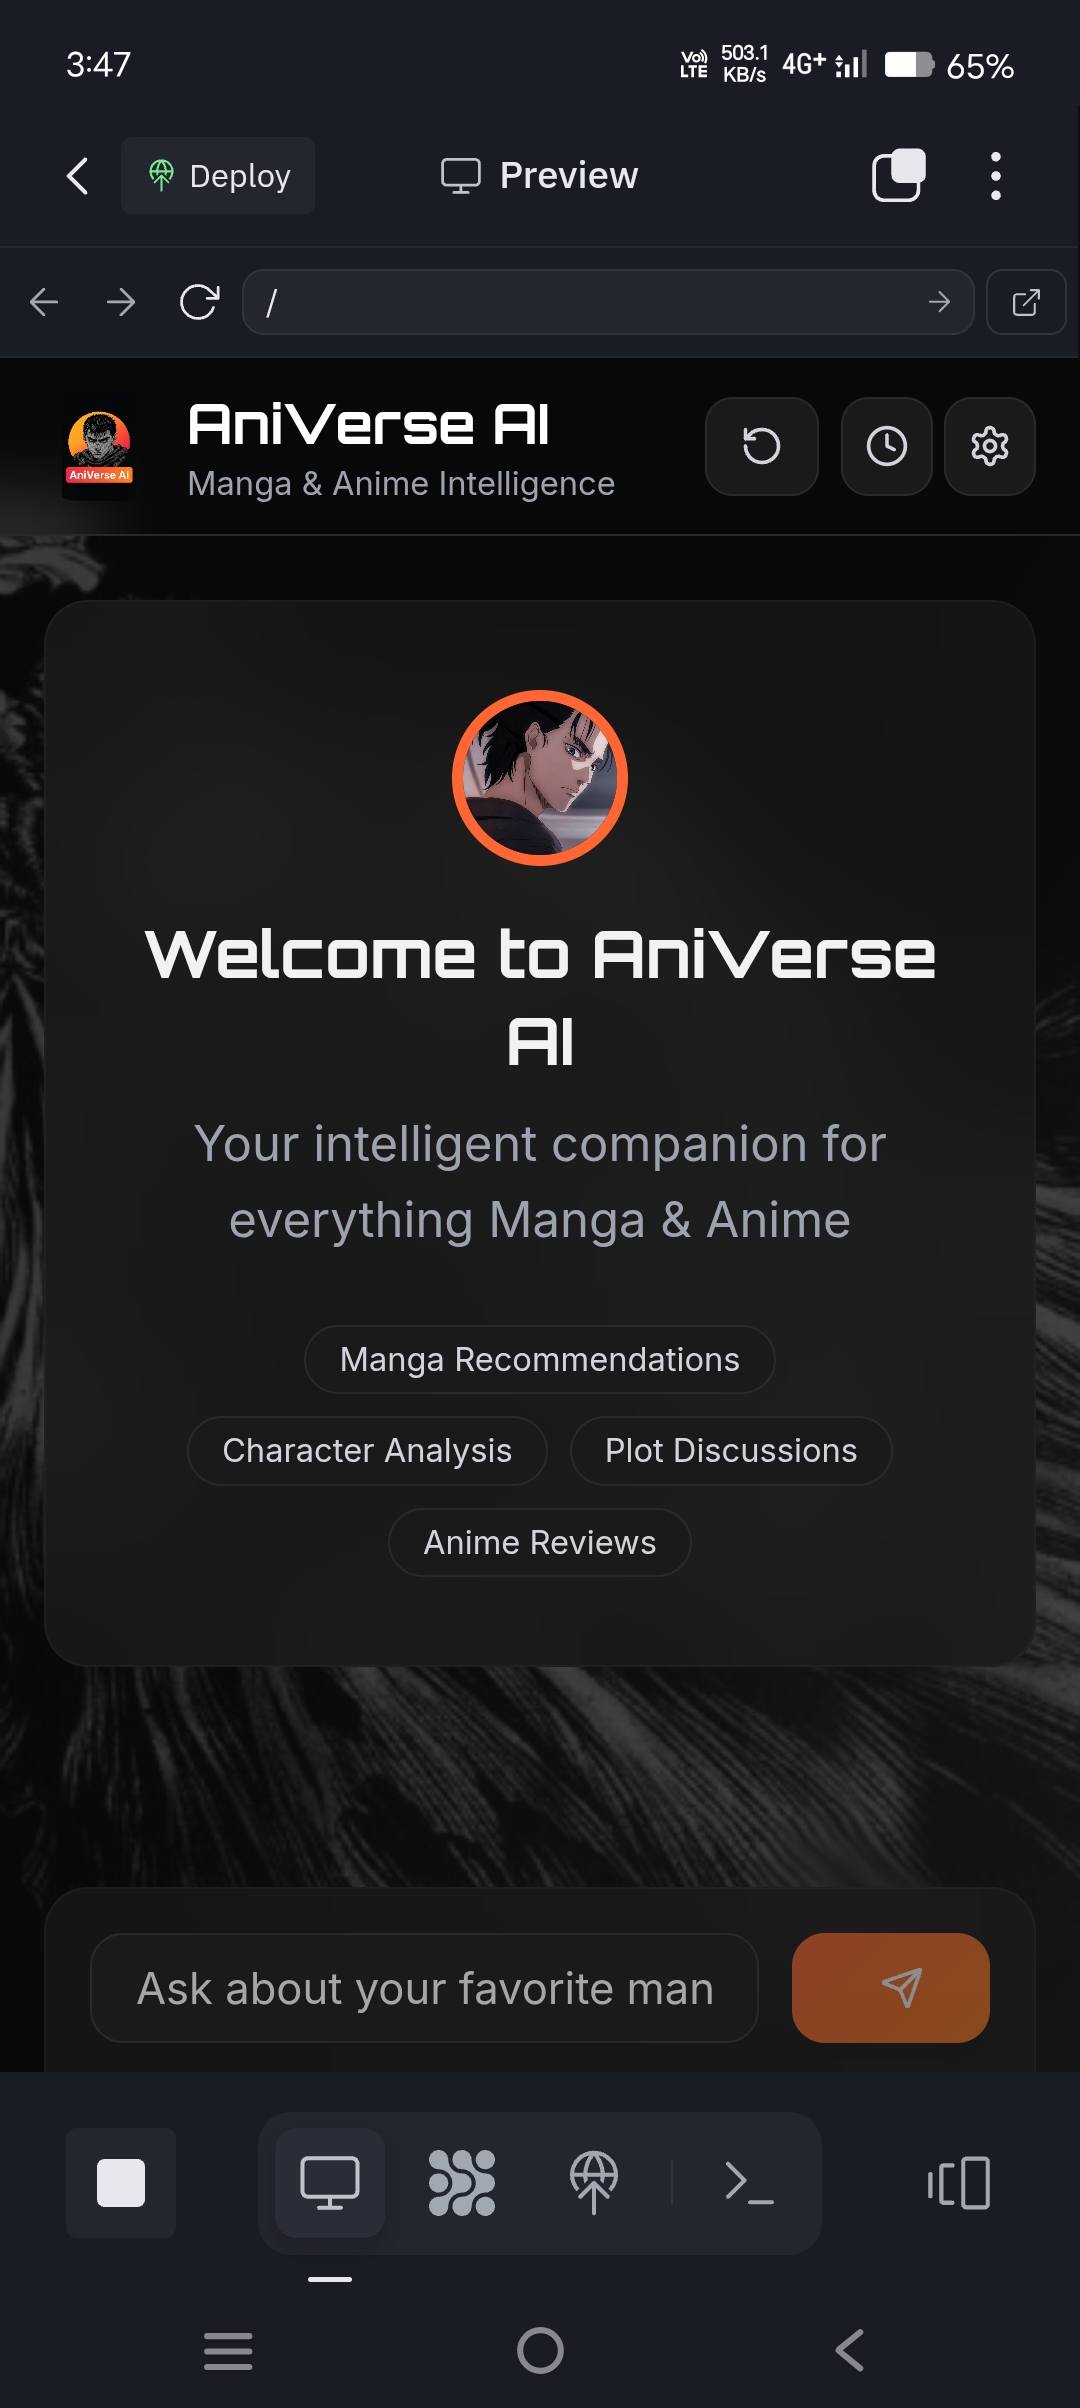 3:47
Vo)) LTE
503.1 KB/s
4G+
65%
Deploy
Preview
/
AniVerse AI
AniVerse AI
Manga & Anime Intelligence
Welcome to AniVerse
AI
Your intelligent companion for
everything Manga & Anime
Manga Recommendations
Character Analysis
Plot Discussions
Anime Reviews
Ask about your favorite man